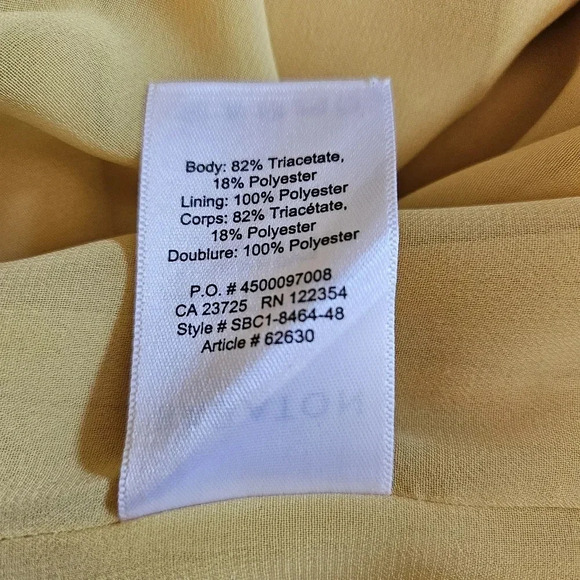 Body: 82% Triacetate,
18% Polyester
Lining: 100% Polyester
Corps: 82% Triacétate,
18% Polyester
Doublure: 100% Polyester
P.O. # 4500097008
CA 23725 RN 122354
Style # SBC1-8464-48
Article # 62630